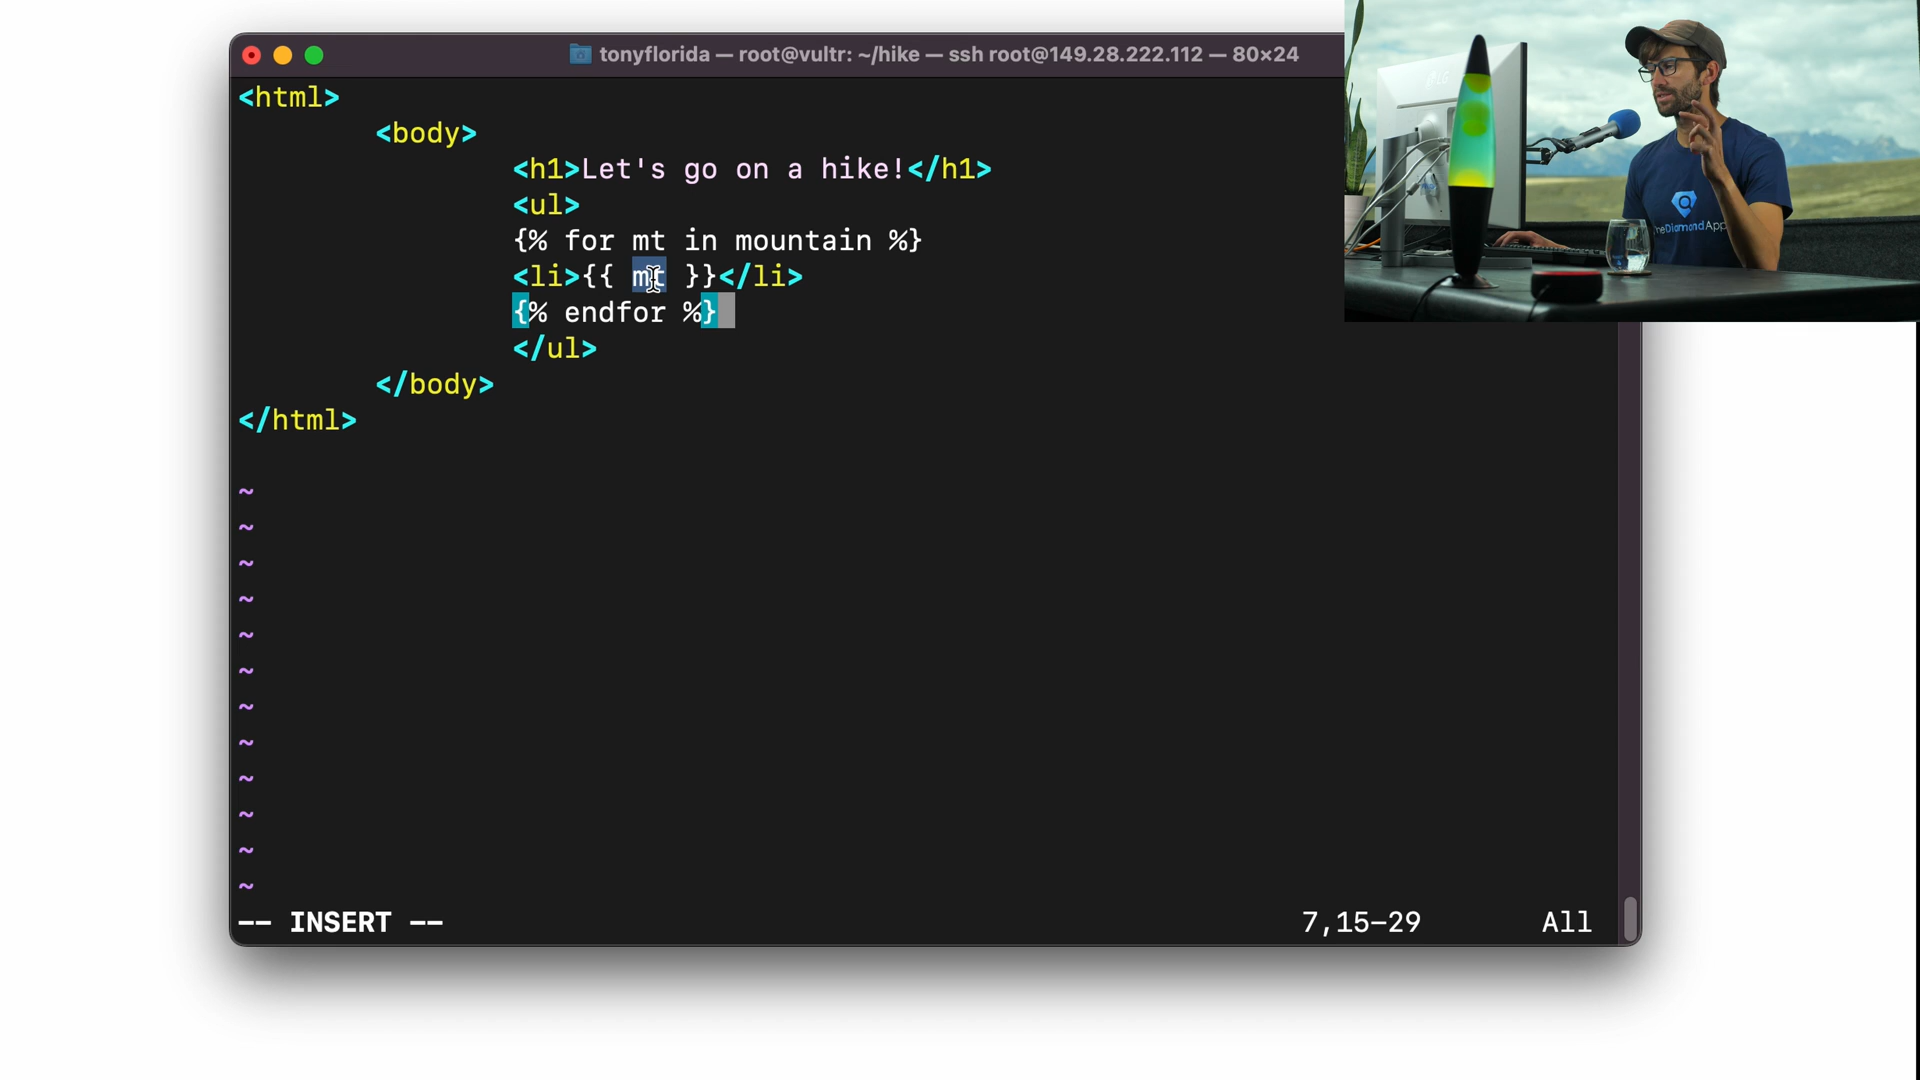 tonyflorida — root@vultr: ~/hike — ssh root@149.28.222.112 — 80×24
<html>
<body>
<h1>Let's go on a hike!</h1>
<ul>
{% for mt in mountain %}
<li>{{ mt }}</li>
{% endfor %}
</ul>
</body>
</html>
~
~
~
~
~
~
~
~
~
~
~
~
-- INSERT -- 7,15-29 All
heDiamondApp